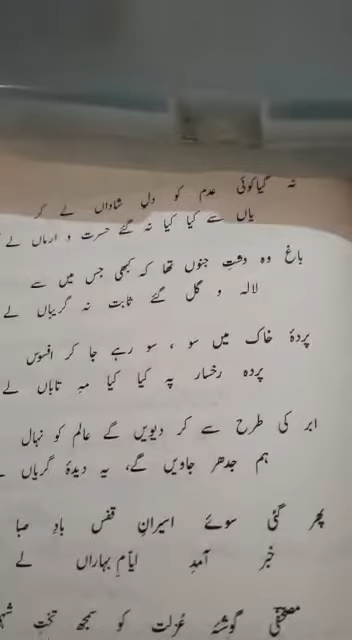 نہ گیا کوئی عدم کو دلِ شاداں لے کر
یاں سے کیا کیا نہ گئے حسرت و ارماں لے
باغ وہ دشتِ جنوں تھا کہ کبھی جس میں سے
لالہ و گل گئے ثابت نہ گریباں لے
پردۂ خاک میں سو ، سو رہے جا کر افسوس
پردہ رخسار پہ کیا کیا مہِ تاباں لے
ابر کی طرح سے کر دیویں گے عالم کو نہال
ہم جدھر جاویں گے، یہ دیدۂ گریاں
پھر گئی سوئے اسیرانِ قفس بادِ صبا
خبرِ آمدِ ایّامِ بہاراں لے
مصحفیؔ گوشۂ عُزلت کو سمجھ تختِ